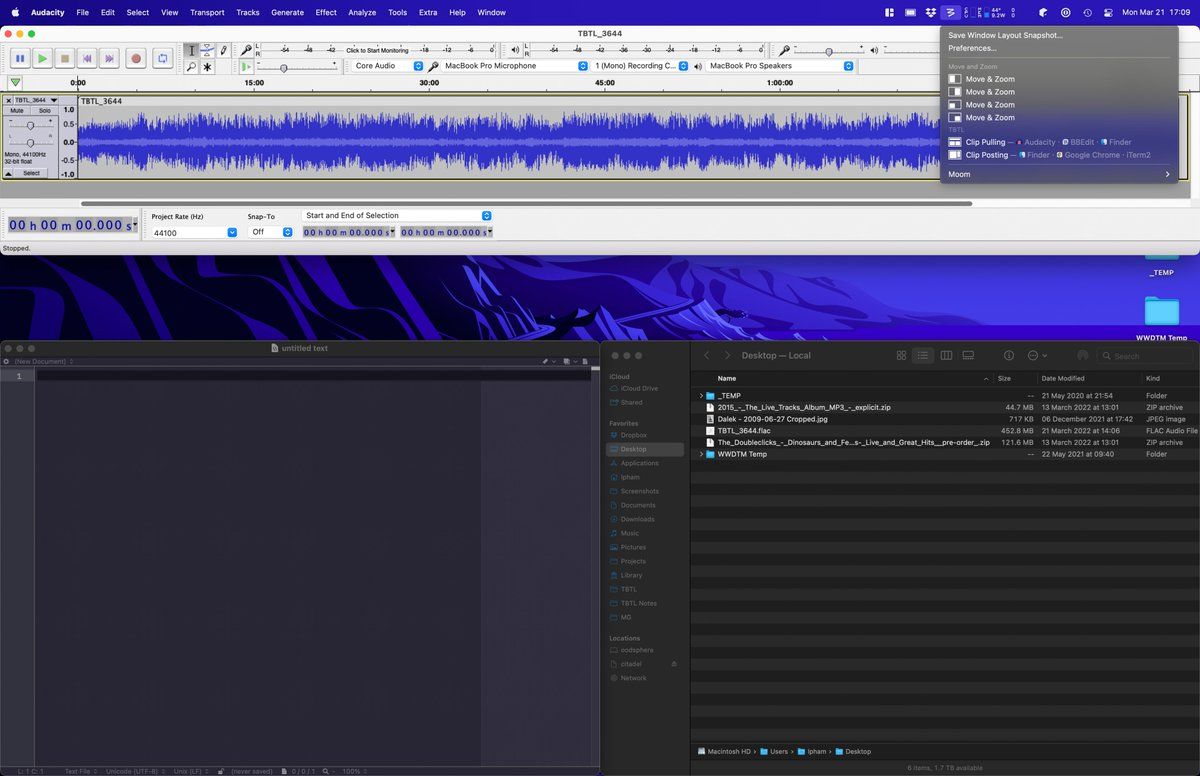 Audacity File Edit Select View Transport Tracks Generate Effect Analyze Tools Extra Help Window
44° 9.2W
Mon Mar 21 17:09
TBTL_3644
Save Window Layout Snapshot...
Preferences...
Move and Zoom
Move & Zoom
Move & Zoom
Move & Zoom
Move & Zoom
TBTL
Clip Pulling — Audacity · BBEdit · Finder
Clip Posting — Finder · Google Chrome · iTerm2
Moom
L R -54 -48 -42 Click to Start Monitoring -18 -12 -6 0
L R -54 -48 -42 -36 -30 -24 -18 -12 -6 0
Core Audio MacBook Pro Microphone 1 (Mono) Recording C... MacBook Pro Speakers
0:00 15:00 30:00 45:00 1:00:00
TBTL_3644
TBTL_3644
Mute Solo
L R
Mono, 44100Hz
32-bit float
Select
1.0
0.5
0.0
-0.5
-1.0
00 h 00 m 00.000 s
Project Rate (Hz)
44100
Snap-To
Off
Start and End of Selection
00 h 00 m 00.000 s 00 h 00 m 00.000 s
Stopped.
_TEMP
WWDTM Temp
untitled text
(New Document)
1
L: 1 C: 1 Text File Unicode (UTF-8) Unix (LF) (never saved) 0 / 0 / 1 100%
Desktop — Local
Search
iCloud
iCloud Drive
Shared
Favorites
Dropbox
Desktop
Applications
lpham
Screenshots
Documents
Downloads
Music
Pictures
Projects
Library
TBTL
TBTL Notes
MG
Locations
oodsphere
citadel
Network
Name Size Date Modified Kind
_TEMP -- 21 May 2020 at 21:54 Folder
2015_-_The_Live_Tracks_Album_MP3_-_explicit.zip 44.7 MB 13 March 2022 at 13:01 ZIP archive
Dalek - 2009-06-27 Cropped.jpg 717 KB 06 December 2021 at 17:42 JPEG image
TBTL_3644.flac 452.8 MB 21 March 2022 at 14:06 FLAC Audio File
The_Doubleclicks_-_Dinosaurs_and_Fe...s-_Live_and_Great_Hits__pre-order_.zip 121.6 MB 13 March 2022 at 13:01 ZIP archive
WWDTM Temp -- 22 May 2021 at 09:40 Folder
Macintosh HD › Users › lpham › Desktop
6 items, 1.7 TB available